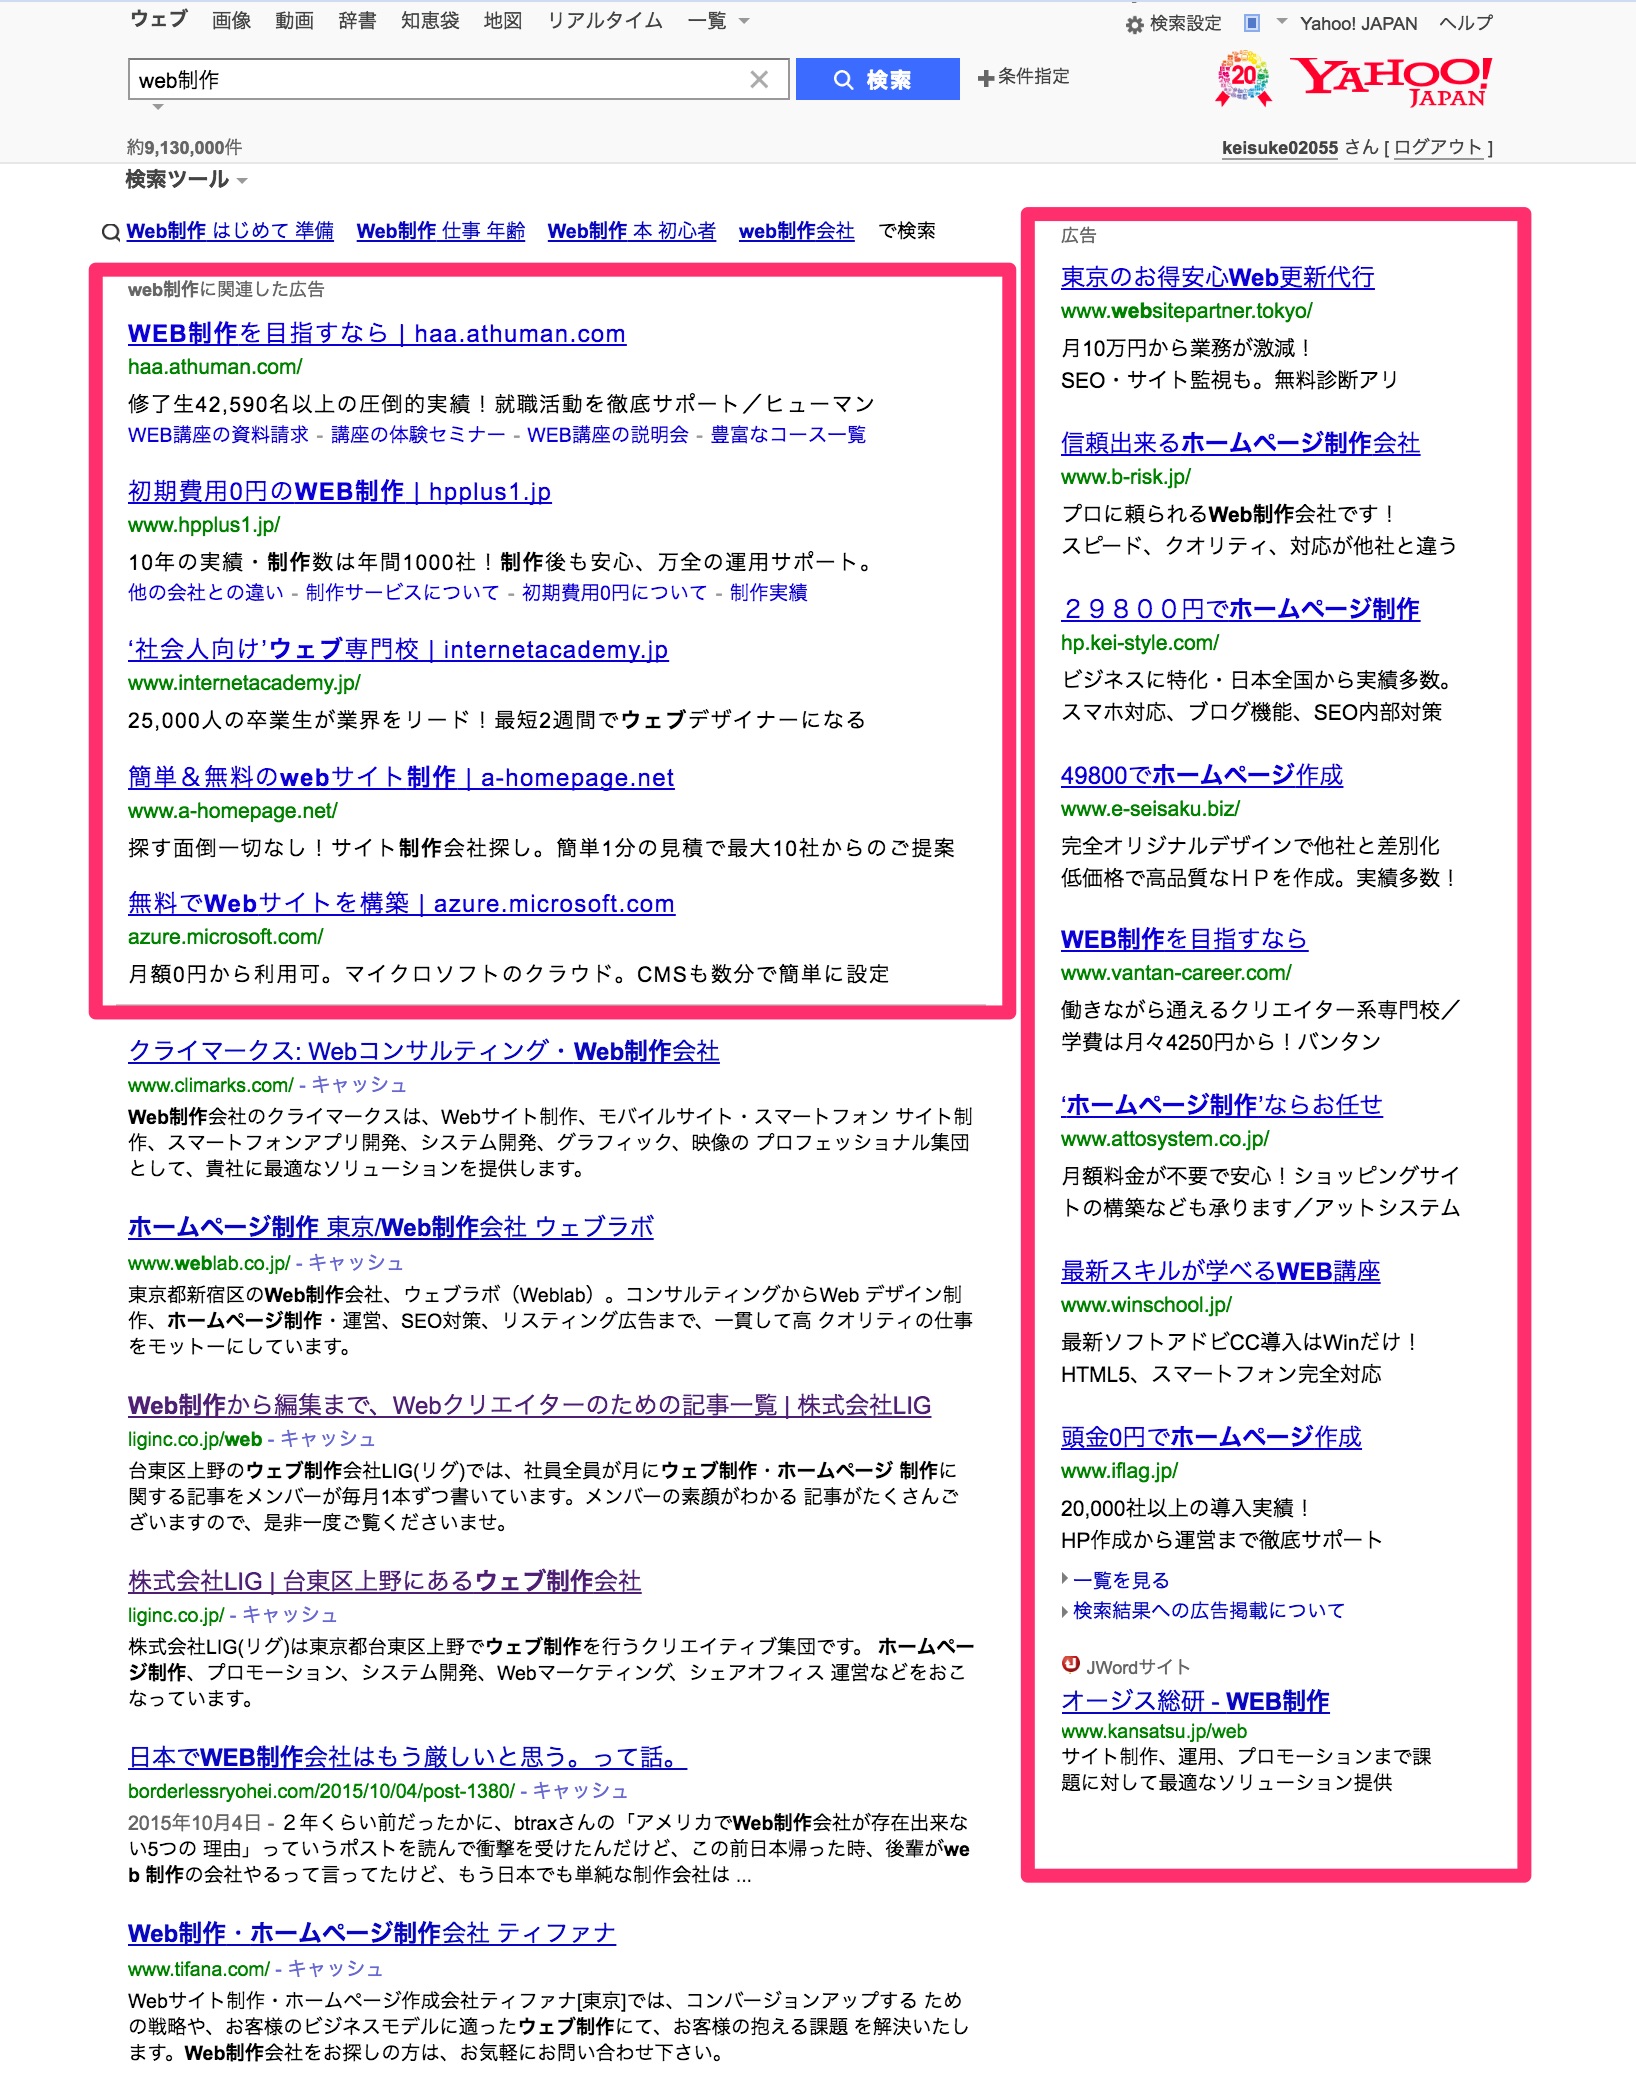 ウェブ 画像 動画 辞書 知恵袋 地図 リアルタイム 一覧
検索設定 Yahoo! JAPAN ヘルプ
web制作
検索
条件指定
20
YAHOO!
JAPAN
約9,130,000件
keisuke02055 さん [ ログアウト ]
検索ツール
Web制作 はじめて 準備 Web制作 仕事 年齢 Web制作 本 初心者 web制作会社 で検索
web制作に関連した広告
WEB制作を目指すなら | haa.athuman.com
haa.athuman.com/
修了生42,590名以上の圧倒的実績！就職活動を徹底サポート／ヒューマン
WEB講座の資料請求 - 講座の体験セミナー - WEB講座の説明会 - 豊富なコース一覧
初期費用0円のWEB制作 | hpplus1.jp
www.hpplus1.jp/
10年の実績・制作数は年間1000社！制作後も安心、万全の運用サポート。
他の会社との違い - 制作サービスについて - 初期費用0円について - 制作実績
‘社会人向け’ウェブ専門校 | internetacademy.jp
www.internetacademy.jp/
25,000人の卒業生が業界をリード！最短2週間でウェブデザイナーになる
簡単＆無料のwebサイト制作 | a-homepage.net
www.a-homepage.net/
探す面倒一切なし！サイト制作会社探し。簡単1分の見積で最大10社からのご提案
無料でWebサイトを構築 | azure.microsoft.com
azure.microsoft.com/
月額0円から利用可。マイクロソフトのクラウド。CMSも数分で簡単に設定
クライマークス: Webコンサルティング・Web制作会社
www.climarks.com/ - キャッシュ
Web制作会社のクライマークスは、Webサイト制作、モバイルサイト・スマートフォン サイト制
作、スマートフォンアプリ開発、システム開発、グラフィック、映像の プロフェッショナル集団
として、貴社に最適なソリューションを提供します。
ホームページ制作 東京/Web制作会社 ウェブラボ
www.weblab.co.jp/ - キャッシュ
東京都新宿区のWeb制作会社、ウェブラボ（Weblab）。コンサルティングからWeb デザイン制
作、ホームページ制作・運営、SEO対策、リスティング広告まで、一貫して高 クオリティの仕事
をモットーにしています。
Web制作から編集まで、Webクリエイターのための記事一覧 | 株式会社LIG
liginc.co.jp/web - キャッシュ
台東区上野のウェブ制作会社LIG(リグ)では、社員全員が月にウェブ制作・ホームページ 制作に
関する記事をメンバーが毎月1本ずつ書いています。メンバーの素顔がわかる 記事がたくさんご
ざいますので、是非一度ご覧くださいませ。
株式会社LIG | 台東区上野にあるウェブ制作会社
liginc.co.jp/ - キャッシュ
株式会社LIG(リグ)は東京都台東区上野でウェブ制作を行うクリエイティブ集団です。 ホームペー
ジ制作、プロモーション、システム開発、Webマーケティング、シェアオフィス 運営などをおこ
なっています。
日本でWEB制作会社はもう厳しいと思う。って話。
borderlessryohei.com/2015/10/04/post-1380/ - キャッシュ
2015年10月4日 - ２年くらい前だったかに、btraxさんの「アメリカでWeb制作会社が存在出来な
い5つの 理由」っていうポストを読んで衝撃を受けたんだけど、この前日本帰った時、後輩がwe
b 制作の会社やるって言ってたけど、もう日本でも単純な制作会社は ...
Web制作・ホームページ制作会社 ティファナ
www.tifana.com/ - キャッシュ
Webサイト制作・ホームページ作成会社ティファナ[東京]では、コンバージョンアップする ため
の戦略や、お客様のビジネスモデルに適ったウェブ制作にて、お客様の抱える課題 を解決いたし
ます。Web制作会社をお探しの方は、お気軽にお問い合わせ下さい。
広告
東京のお得安心Web更新代行
www.websitepartner.tokyo/
月10万円から業務が激減！
SEO・サイト監視も。無料診断アリ
信頼出来るホームページ制作会社
www.b-risk.jp/
プロに頼られるWeb制作会社です！
スピード、クオリティ、対応が他社と違う
２９８００円でホームページ制作
hp.kei-style.com/
ビジネスに特化・日本全国から実績多数。
スマホ対応、ブログ機能、SEO内部対策
49800でホームページ作成
www.e-seisaku.biz/
完全オリジナルデザインで他社と差別化
低価格で高品質なＨＰを作成。実績多数！
WEB制作を目指すなら
www.vantan-career.com/
働きながら通えるクリエイター系専門校／
学費は月々4250円から！バンタン
‘ホームページ制作’ならお任せ
www.attosystem.co.jp/
月額料金が不要で安心！ショッピングサイ
トの構築なども承ります／アットシステム
最新スキルが学べるWEB講座
www.winschool.jp/
最新ソフトアドビCC導入はWinだけ！
HTML5、スマートフォン完全対応
頭金0円でホームページ作成
www.iflag.jp/
20,000社以上の導入実績！
HP作成から運営まで徹底サポート
一覧を見る
検索結果への広告掲載について
JWordサイト
オージス総研 - WEB制作
www.kansatsu.jp/web
サイト制作、運用、プロモーションまで課
題に対して最適なソリューション提供